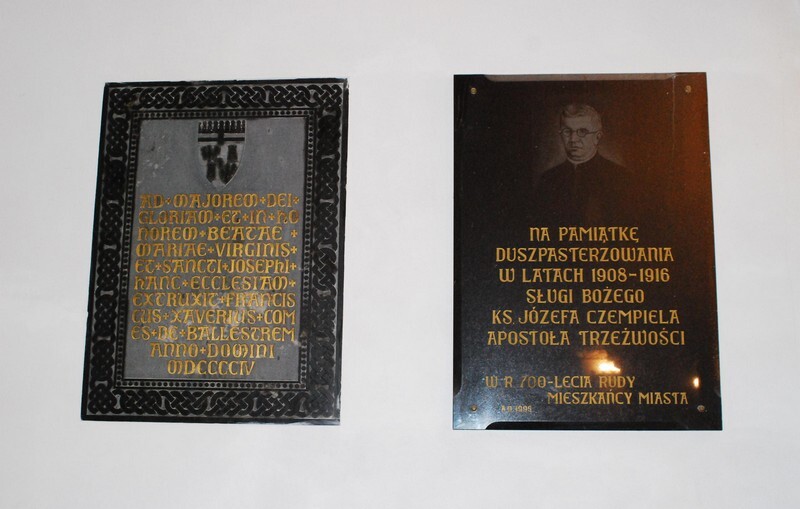 AD + MAJOREM + DEI +
GLORIAM + ET + IN + HO
NOREM + BEATAE +
MARIAE + VIRGINIS +
ET + SANCTI + JOSEPHI
HANC + ECCLESIAM +
EXTRUXIT + FRANCIS
CUS + XAVERIUS + COM
ES + DE + BALLESTREM
ANNO + DOMINI
MDCCCCIV
NA PAMIĄTKĘ
DUSZPASTERZOWANIA
W LATACH 1908-1916
SŁUGI BOŻEGO
KS. JÓZEFA CZEMPIELA
APOSTOŁA TRZEŹWOŚCI
W R. 700-LECIA RUDY
MIESZKAŃCY MIASTA